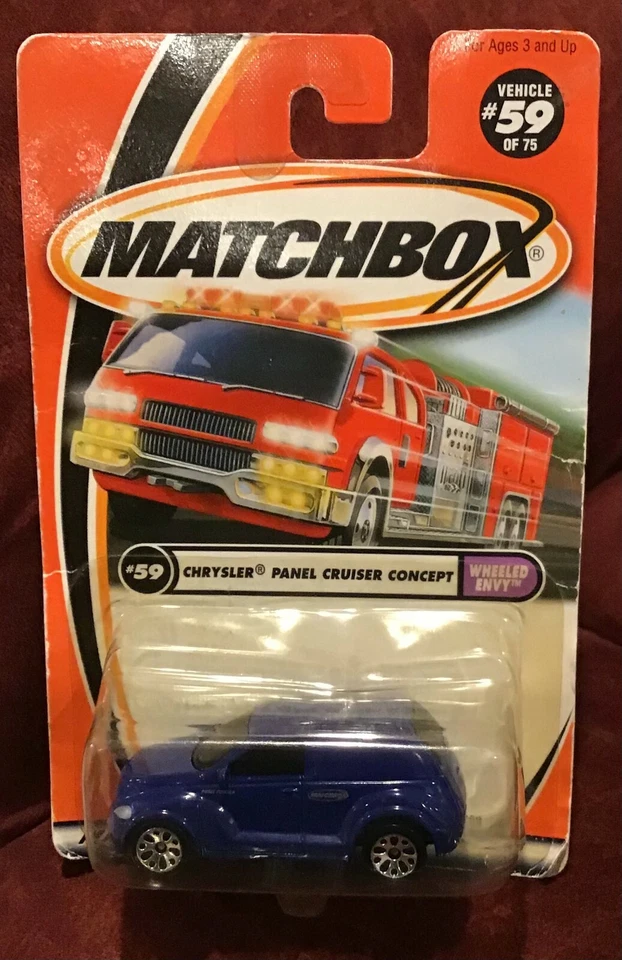 For Ages 3 and Up
VEHICLE
#59
OF 75
MATCHBOX®
#59 CHRYSLER® PANEL CRUISER CONCEPT
WHEELED
ENVY™